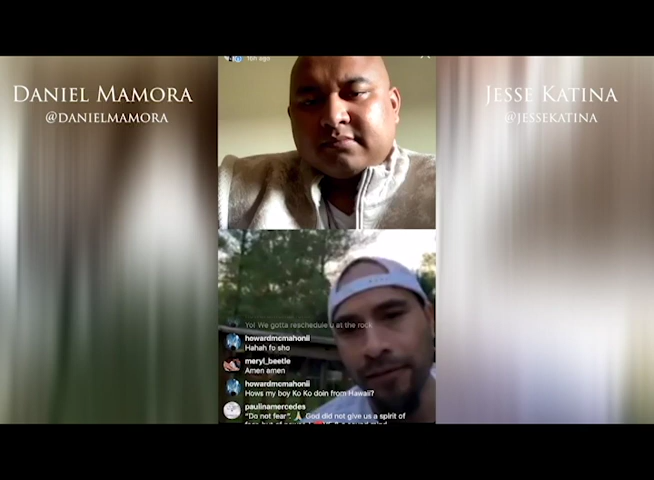 DANIEL MAMORA
@DANIELMAMORA
JESSE KATINA
@JESSEKATINA
15h ago
Yo! We gotta reschedule u at the rock
howardmcmahonii
Hahah fo sho
meryl_beetle
Amen amen
howardmcmahonii
Hows my boy Ko Ko doin from Hawaii?
paulinamercedes
"Do not fear". God did not give us a spirit of